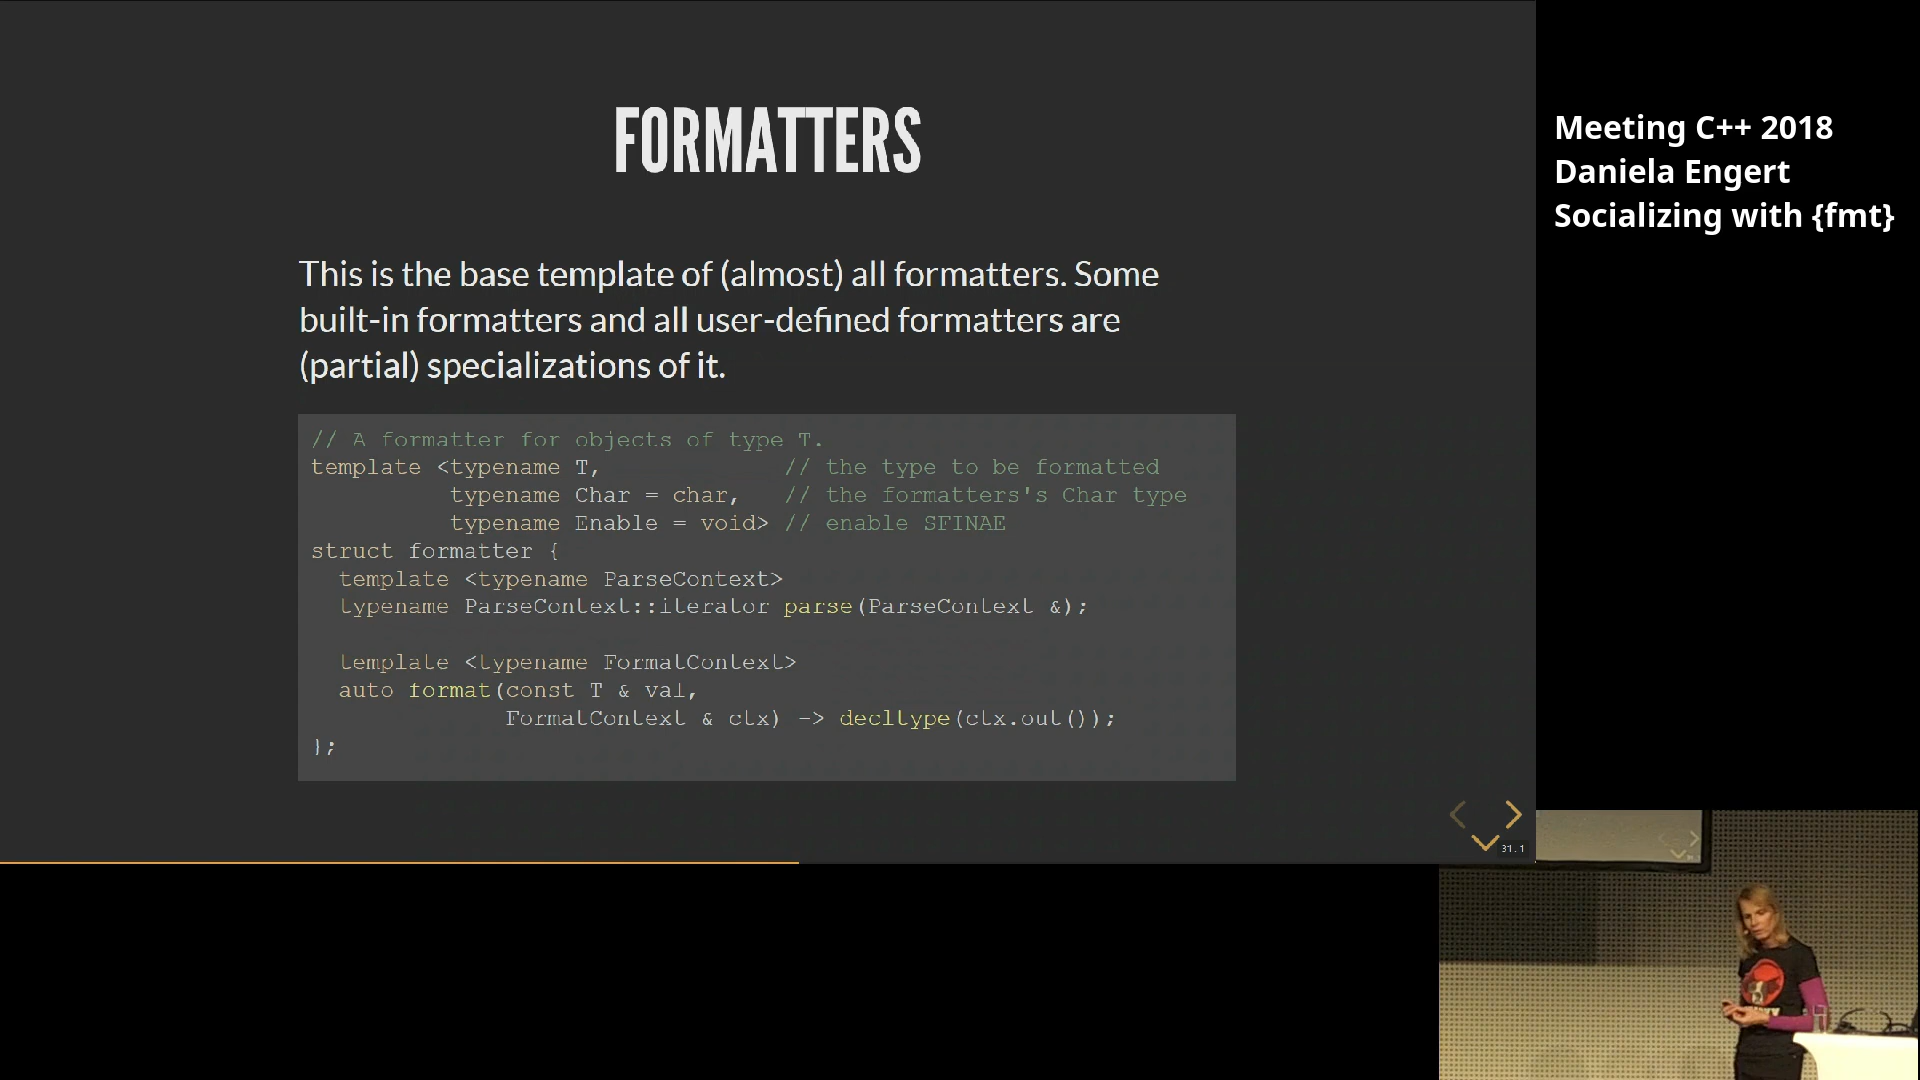 FORMATTERS
This is the base template of (almost) all formatters. Some
built-in formatters and all user-defined formatters are
(partial) specializations of it.
// A formatter for objects of type T.
template <typename T, // the type to be formatted
typename Char = char, // the formatters's Char type
typename Enable = void> // enable SFINAE
struct formatter {
template <typename ParseContext>
typename ParseContext::iterator parse(ParseContext &);
template <typename FormatContext>
auto format(const T & val,
FormatContext & ctx) -> decltype(ctx.out());
};
31.1
Meeting C++ 2018
Daniela Engert
Socializing with {fmt}